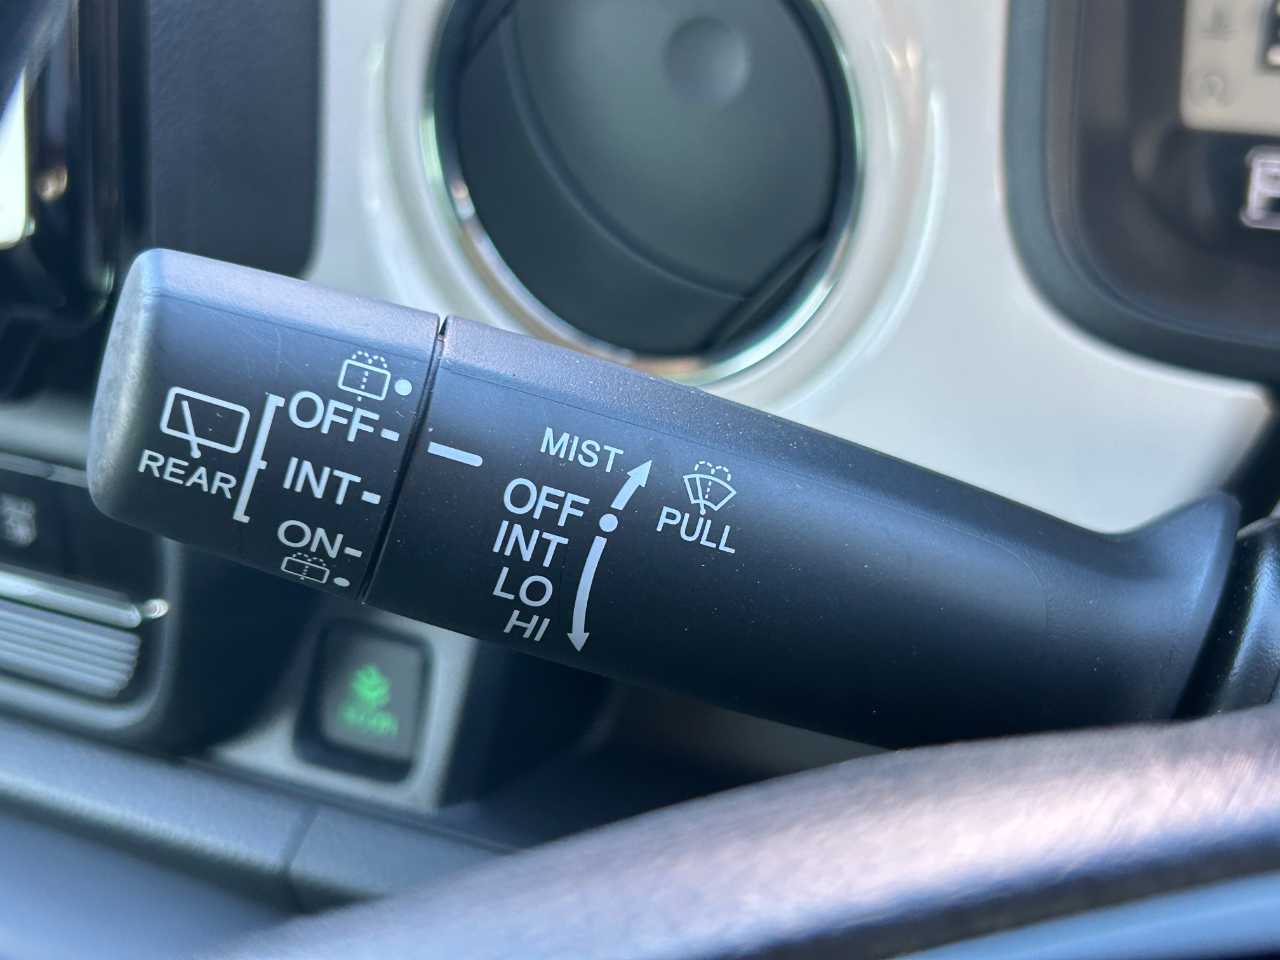 REAR
OFF
INT
ON
MIST
OFF
INT
LO
HI
PULL